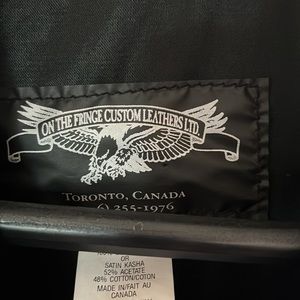 ON THE FRINGE CUSTOM LEATHERS LTD.
TORONTO, CANADA
) 255-1976
OR
SATIN KASHA
52% ACETATE
48% COTTON/COTON
MADE IN/FAIT AU
CANADA